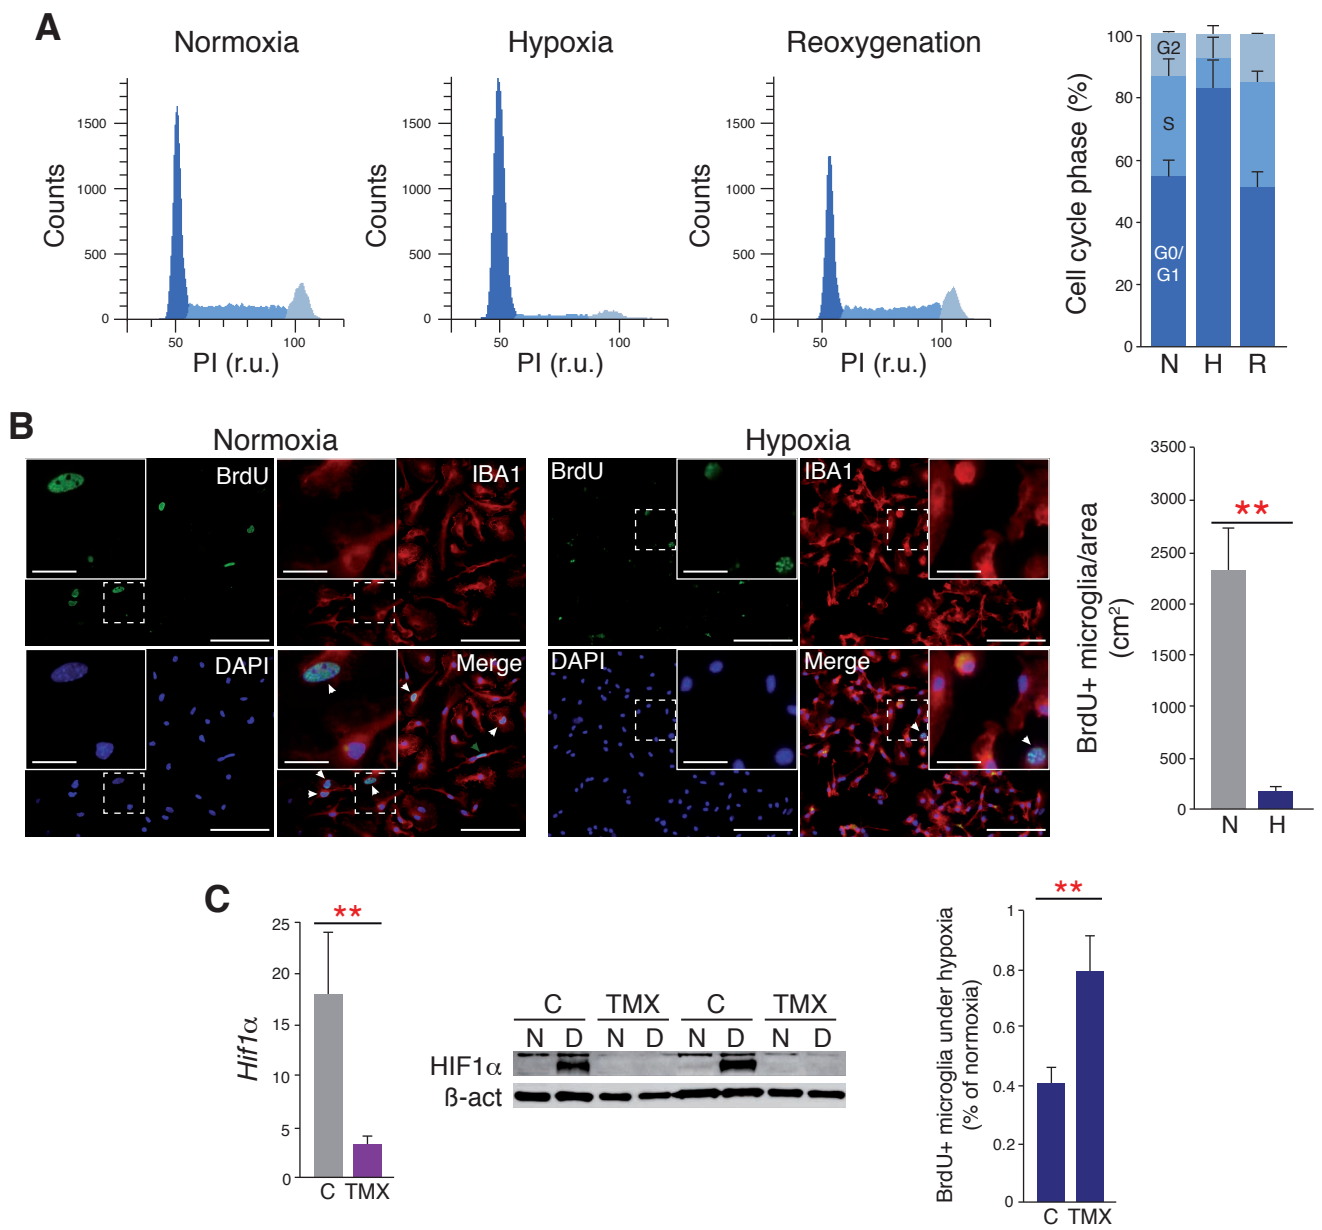 A
Normoxia
Hypoxia
Reoxygenation
Counts
1500
1000
500
0
50
100
PI (r.u.)
Counts
1500
1000
500
0
50
100
PI (r.u.)
Counts
1500
1000
500
0
50
100
PI (r.u.)
Cell cycle phase (%)
100
80
60
40
20
0
G2
S
G0/
G1
N H R
B
Normoxia
Hypoxia
BrdU
IBA1
BrdU
IBA1
DAPI
Merge
DAPI
Merge
BrdU+ microglia/area
(cm²)
3500
3000
2500
2000
1500
1000
500
0
**
N H
C
Hif1α
25
20
15
10
5
0
**
C TMX
C TMX C TMX
N D N D N D N D
HIF1α
ß-act
BrdU+ microglia under hypoxia
(% of normoxia)
1
0.8
0.6
0.4
0.2
0
**
C TMX